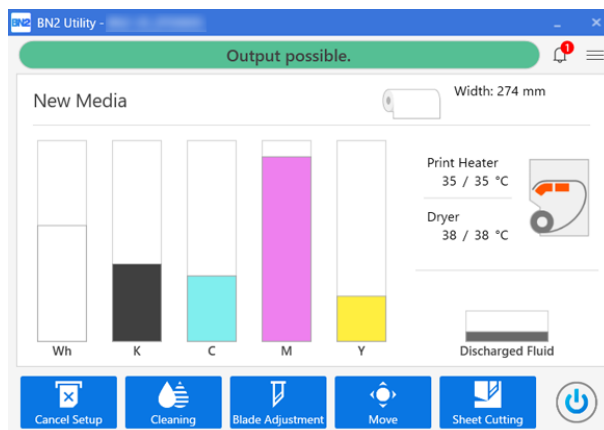 BN2 BN2 Utility -
Output possible.
1
New Media
Width: 274 mm
Print Heater
35 / 35 °C
Dryer
38 / 38 °C
Wh K C M Y
Discharged Fluid
Cancel Setup Cleaning Blade Adjustment Move Sheet Cutting